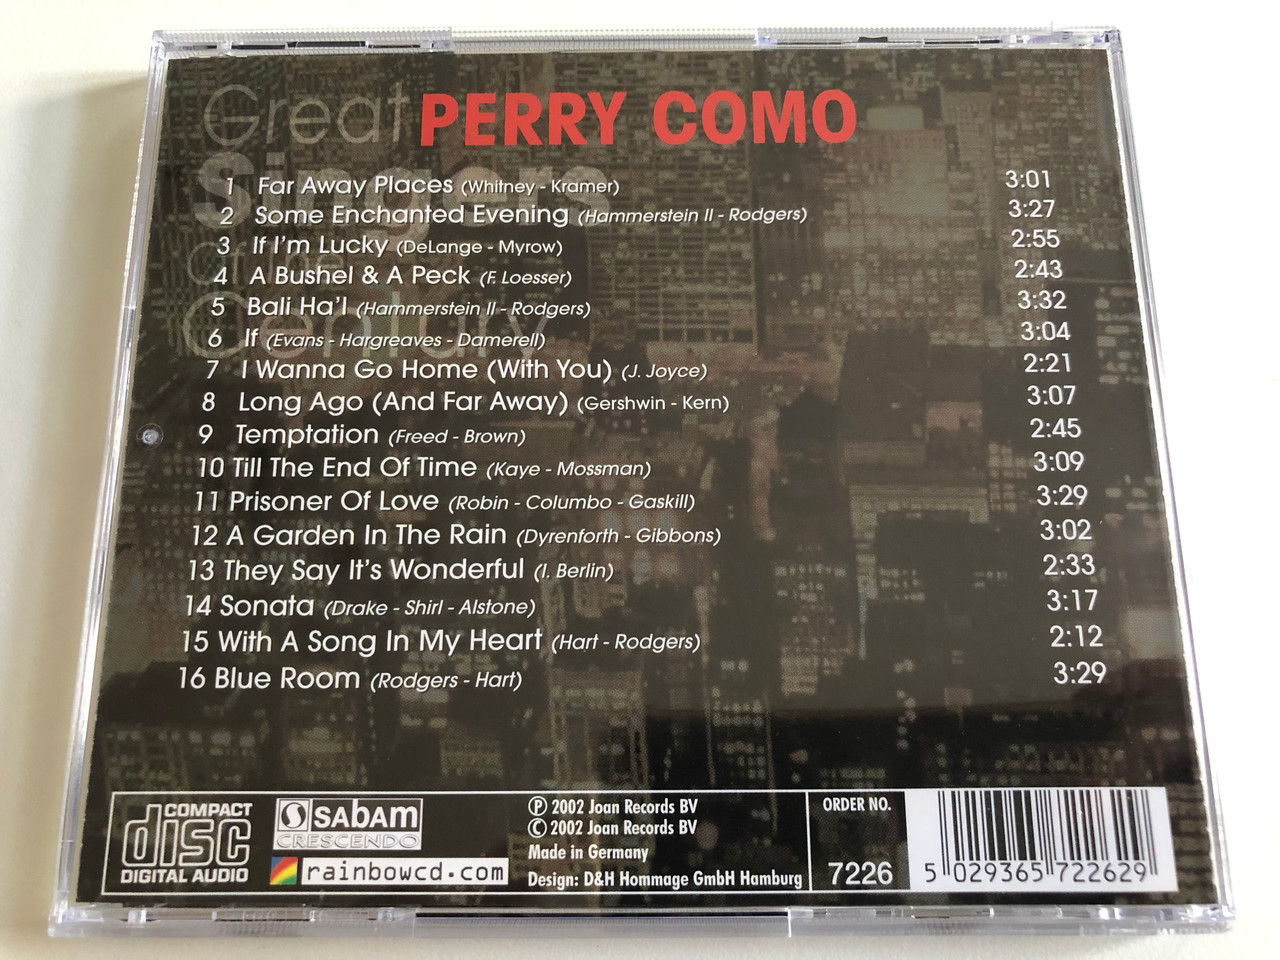 Great
Singers
Century
PERRY COMO
1 Far Away Places (Whitney - Kramer) 3:01
2 Some Enchanted Evening (Hammerstein II - Rodgers) 3:27
3 If I'm Lucky (DeLange - Myrow) 2:55
4 A Bushel & A Peck (F. Loesser) 2:43
5 Bali Ha'I (Hammerstein II - Rodgers) 3:32
6 If (Evans - Hargreaves - Damerell) 3:04
7 I Wanna Go Home (With You) (J. Joyce) 2:21
8 Long Ago (And Far Away) (Gershwin - Kern) 3:07
9 Temptation (Freed - Brown) 2:45
10 Till The End Of Time (Kaye - Mossman) 3:09
11 Prisoner Of Love (Robin - Columbo - Gaskill) 3:29
12 A Garden In The Rain (Dyrenforth - Gibbons) 3:02
13 They Say It's Wonderful (I. Berlin) 2:33
14 Sonata (Drake - Shirl - Alstone) 3:17
15 With A Song In My Heart (Hart - Rodgers) 2:12
16 Blue Room (Rodgers - Hart) 3:29
COMPACT
disc
DIGITAL AUDIO
sabam
CRESCENDO
rainbowcd.com
Ⓟ 2002 Joan Records BV
© 2002 Joan Records BV
Made in Germany
Design: D&H Hommage GmbH Hamburg
ORDER NO.
7226
5 029365 722629